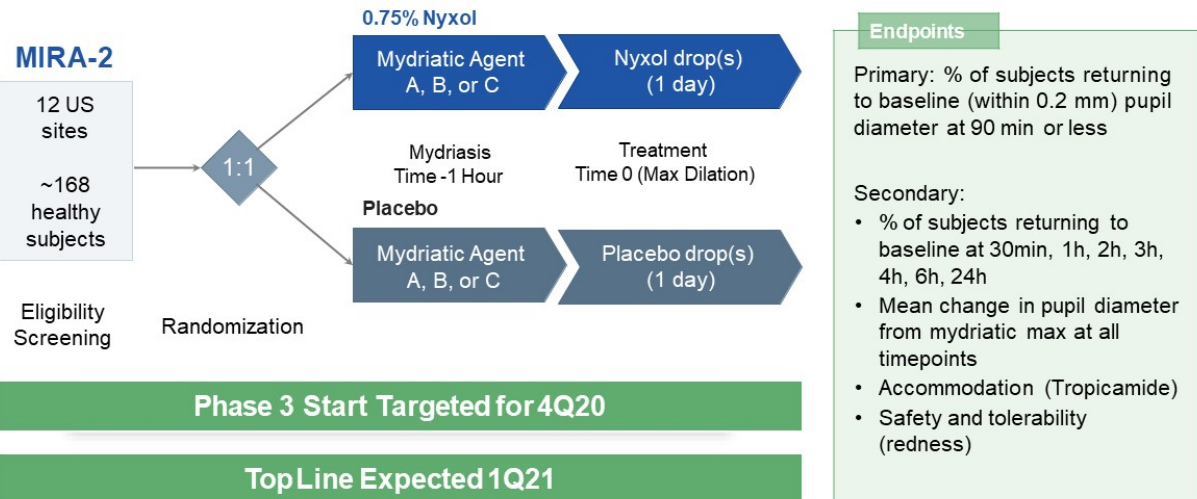 MIRA-2
12 US
sites
~168
healthy
subjects
Eligibility
Screening
1:1
Randomization
0.75% Nyxol
Mydriatic Agent
A, B, or C
Nyxol drop(s)
(1 day)
Mydriasis
Time -1 Hour
Treatment
Time 0 (Max Dilation)
Placebo
Mydriatic Agent
A, B, or C
Placebo drop(s)
(1 day)
Phase 3 Start Targeted for 4Q20
Top Line Expected 1Q21
Endpoints
Primary: % of subjects returning
to baseline (within 0.2 mm) pupil
diameter at 90 min or less
Secondary:
• % of subjects returning to
baseline at 30min, 1h, 2h, 3h,
4h, 6h, 24h
• Mean change in pupil diameter
from mydriatic max at all
timepoints
• Accommodation (Tropicamide)
• Safety and tolerability
(redness)